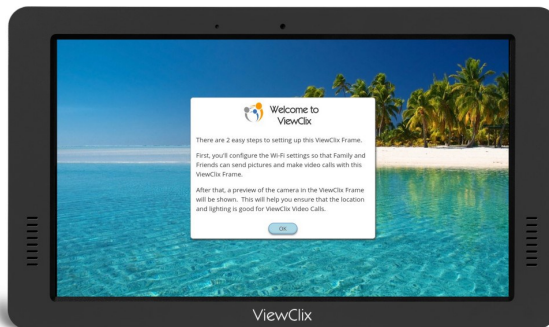 Welcome to
ViewClix
There are 2 easy steps to setting up this ViewClix Frame.
First, you'll configure the Wi-Fi settings so that Family and
Friends can send pictures and make video calls with this
ViewClix Frame.
After that, a preview of the camera in the ViewClix Frame
will be shown. This will help you ensure that the location
and lighting is good for ViewClix Video Calls.
OK
ViewClix